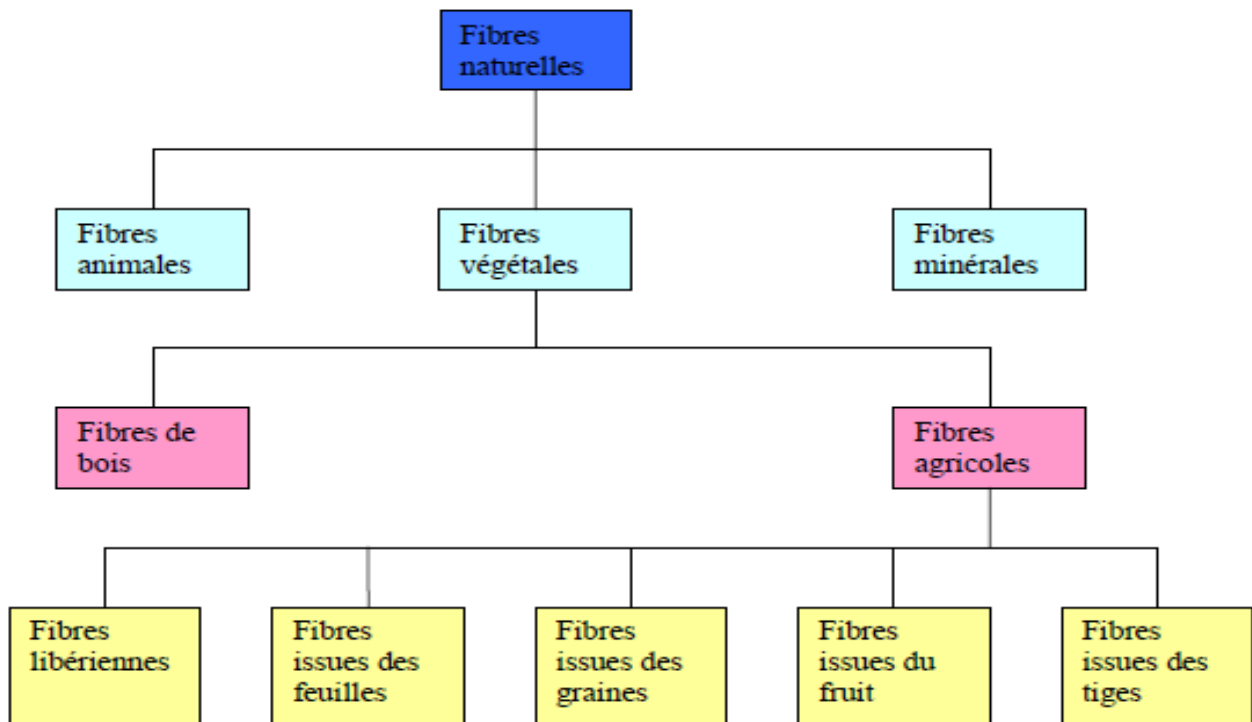 Fibres
naturelles
Fibres
animales
Fibres
végétales
Fibres
minérales
Fibres de
bois
Fibres
agricoles
Fibres
libériennes
Fibres
issues des
feuilles
Fibres
issues des
graines
Fibres
issues du
fruit
Fibres
issues des
tiges